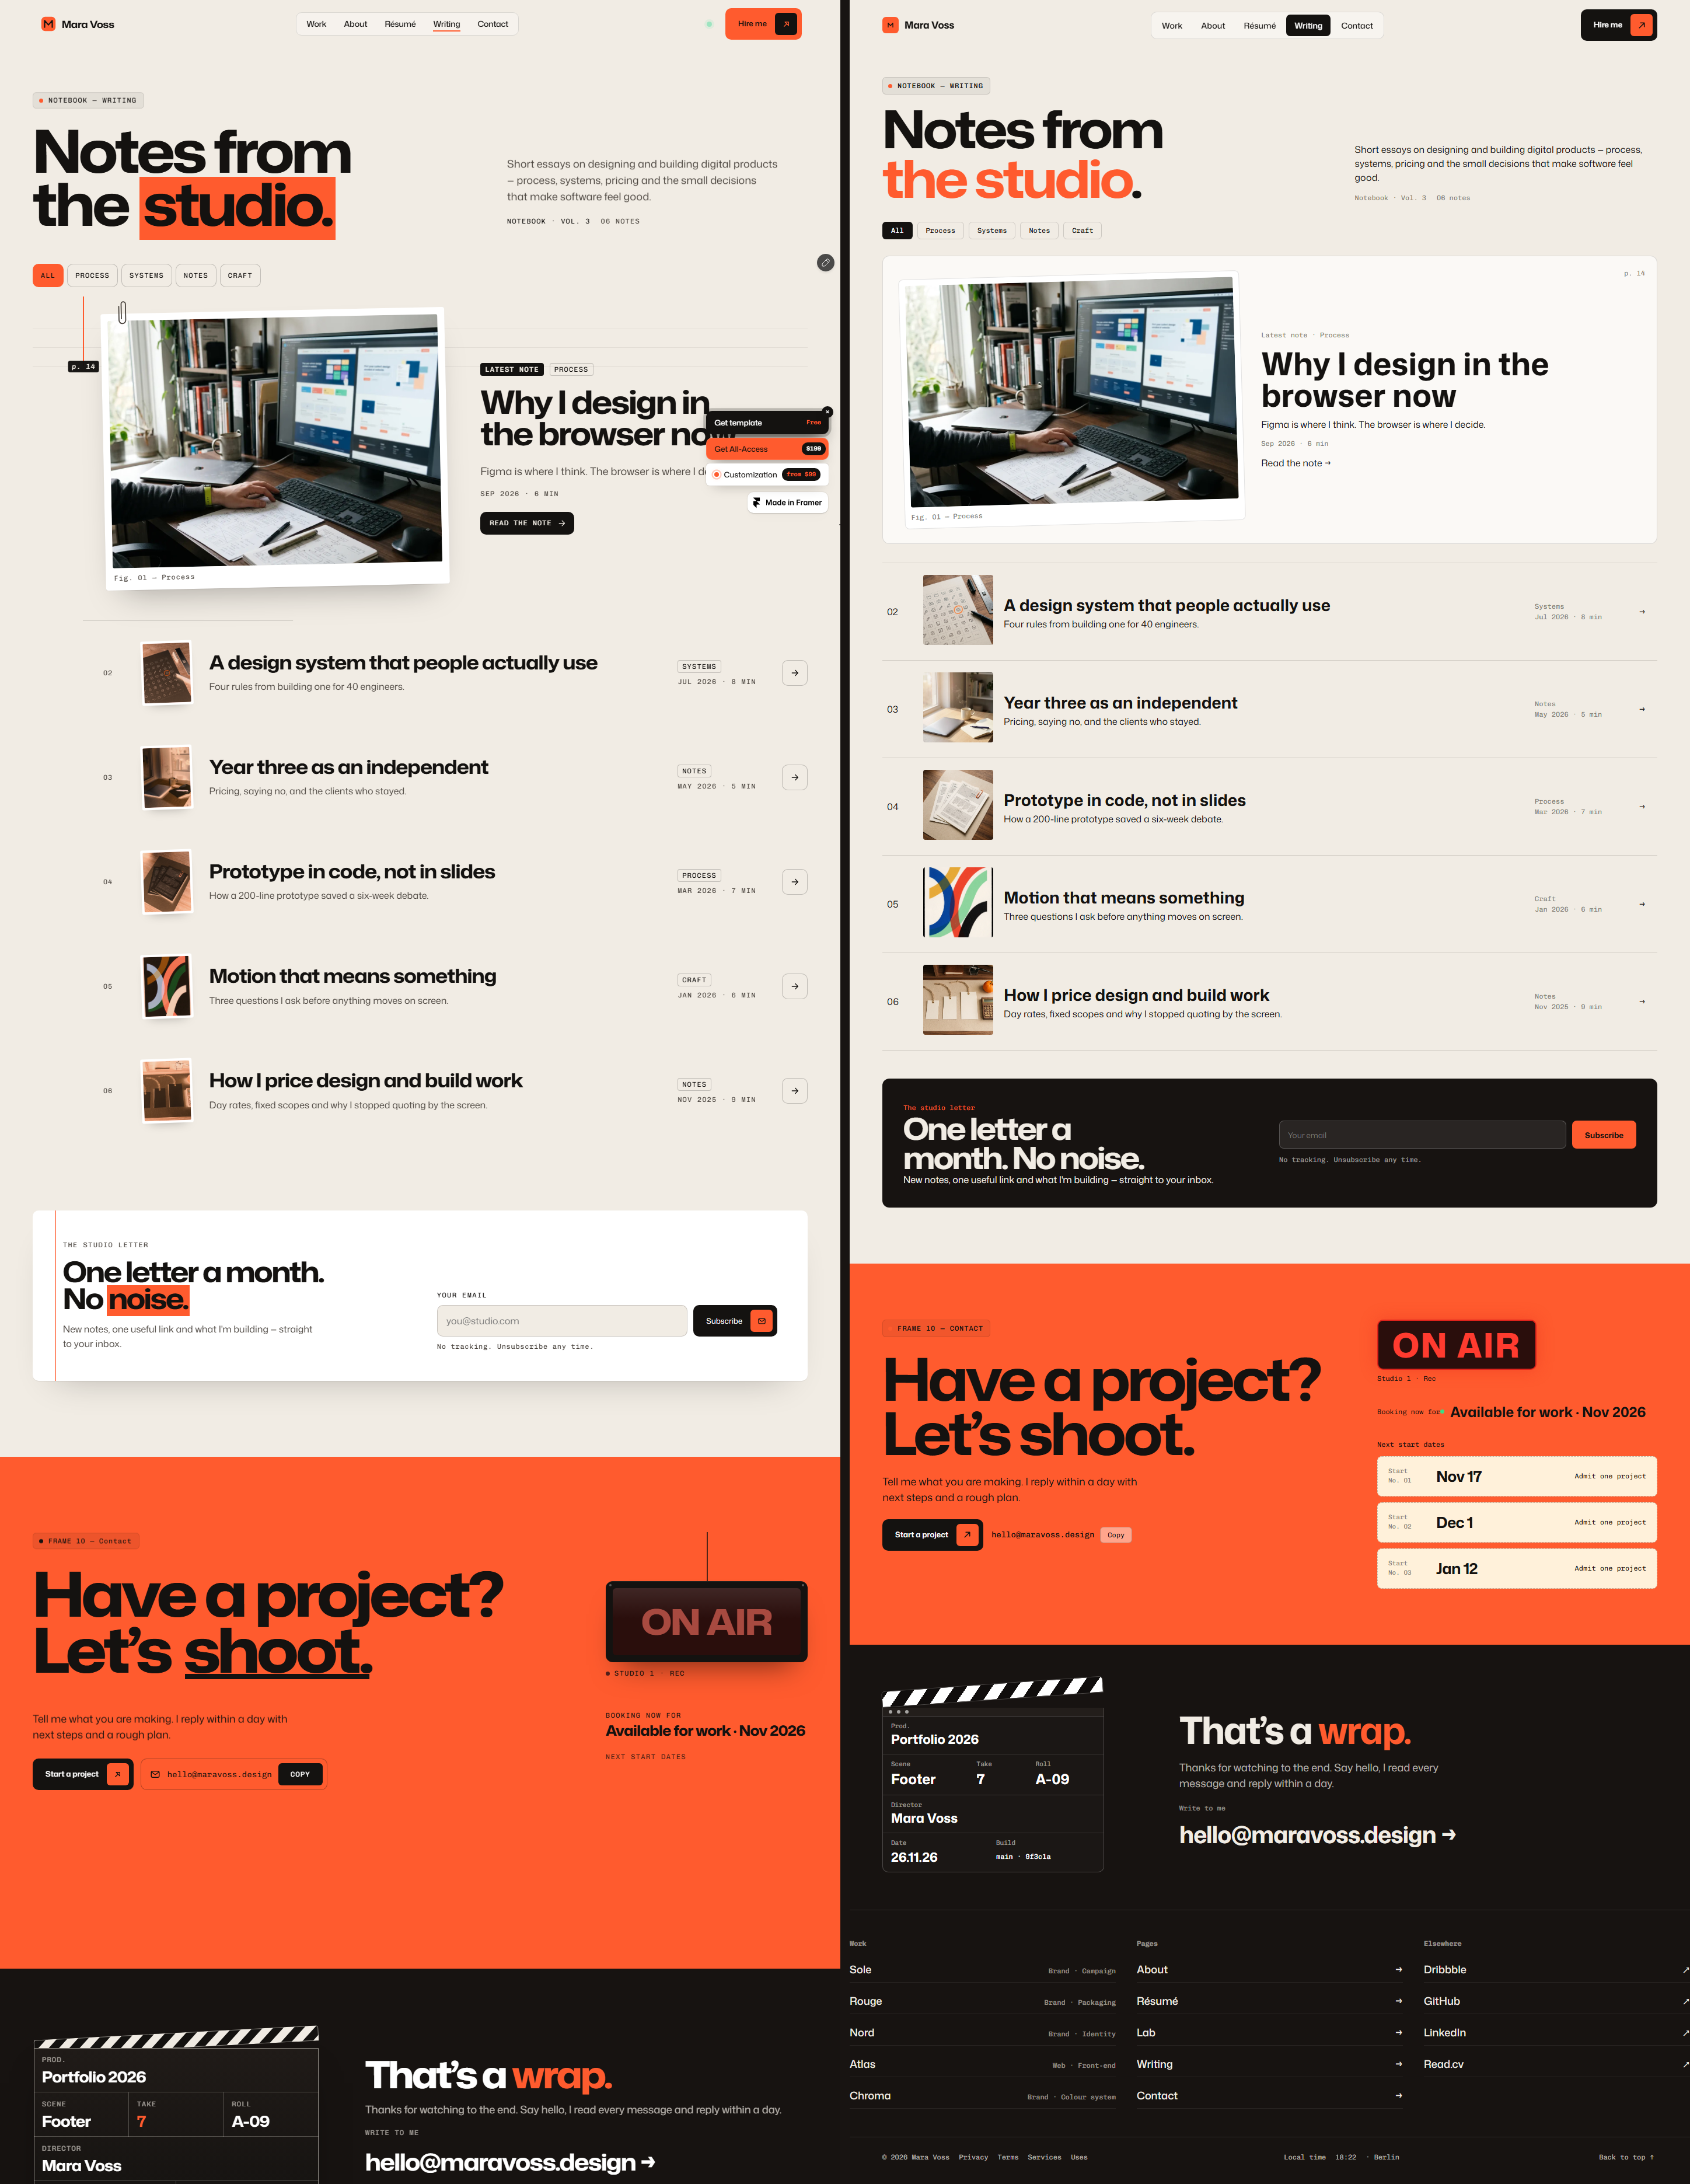 Mara Voss
Work About Résumé Writing Contact
Hire me
NOTEBOOK — WRITING
Notes from
the studio.
Short essays on designing and building digital products
— process, systems, pricing and the small decisions
that make software feel good.
NOTEBOOK · VOL. 3 06 NOTES
ALL PROCESS SYSTEMS NOTES CRAFT
p. 14
Fig. 01 — Process
LATEST NOTE PROCESS
Why I design in
the browser now
Figma is where I think. The browser is where I
SEP 2026 · 6 MIN
READ THE NOTE →
Get template Free
Get All-Access $199
Customization from $99
Made in Framer
02
A design system that people actually use
Four rules from building one for 40 engineers.
SYSTEMS
JUL 2026 · 8 MIN
→
03
Year three as an independent
Pricing, saying no, and the clients who stayed.
NOTES
MAY 2026 · 5 MIN
→
04
Prototype in code, not in slides
How a 200-line prototype saved a six-week debate.
PROCESS
MAR 2026 · 7 MIN
→
05
Motion that means something
Three questions I ask before anything moves on screen.
CRAFT
JAN 2026 · 6 MIN
→
06
How I price design and build work
Day rates, fixed scopes and why I stopped quoting by the screen.
NOTES
NOV 2025 · 9 MIN
→
THE STUDIO LETTER
One letter a month.
No noise.
New notes, one useful link and what I'm building — straight
to your inbox.
YOUR EMAIL
you@studio.com
Subscribe
No tracking. Unsubscribe any time.
FRAME 10 — Contact
Have a project?
Let's shoot.
Tell me what you are making. I reply within a day with
next steps and a rough plan.
Start a project
hello@maravoss.design COPY
ON AIR
STUDIO 1 · REC
BOOKING NOW FOR
Available for work · Nov 2026
NEXT START DATES
PROD.
Portfolio 2026
SCENE TAKE ROLL
Footer 7 A-09
DIRECTOR
Mara Voss
That's a wrap.
Thanks for watching to the end. Say hello, I read every message and reply within a day.
WRITE TO ME
hello@maravoss.design →
Mara Voss
Work About Résumé Writing Contact
Hire me
NOTEBOOK — WRITING
Notes from
the studio.
Short essays on designing and building digital products — process,
systems, pricing and the small decisions that make software feel
good.
Notebook · Vol. 3 06 notes
All Process Systems Notes Craft
p. 14
Fig. 01 — Process
Latest note · Process
Why I design in the
browser now
Figma is where I think. The browser is where I decide.
Sep 2026 · 6 min
Read the note →
02
A design system that people actually use
Four rules from building one for 40 engineers.
Systems
Jul 2026 · 8 min
→
03
Year three as an independent
Pricing, saying no, and the clients who stayed.
Notes
May 2026 · 5 min
→
04
Prototype in code, not in slides
How a 200-line prototype saved a six-week debate.
Process
Mar 2026 · 7 min
→
05
Motion that means something
Three questions I ask before anything moves on screen.
Craft
Jan 2026 · 6 min
→
06
How I price design and build work
Day rates, fixed scopes and why I stopped quoting by the screen.
Notes
Nov 2025 · 9 min
→
The studio letter
One letter a
month. No noise.
New notes, one useful link and what I'm building — straight to your inbox.
Your email
Subscribe
No tracking. Unsubscribe any time.
FRAME 10 — CONTACT
Have a project?
Let's shoot.
Tell me what you are making. I reply within a day with
next steps and a rough plan.
Start a project
hello@maravoss.design Copy
ON AIR
Studio 1 · Rec
Booking now for Available for work · Nov 2026
Next start dates
Start
No. 01
Nov 17
Admit one project
Start
No. 02
Dec 1
Admit one project
Start
No. 03
Jan 12
Admit one project
Prod.
Portfolio 2026
Scene Take Roll
Footer 7 A-09
Director
Mara Voss
Date Build
26.11.26 main · 9f3c1a
That's a wrap.
Thanks for watching to the end. Say hello, I read every
message and reply within a day.
Write to me
hello@maravoss.design →
Work
Sole Brand · Campaign
Rouge Brand · Packaging
Nord Brand · Identity
Atlas Web · Front-end
Chroma Brand · Colour system
Pages
About →
Résumé →
Lab →
Writing →
Contact →
Elsewhere
Dribbble ↗
GitHub ↗
LinkedIn ↗
Read.cv ↗
© 2026 Mara Voss Privacy Terms Services Uses
Local time 18:22 · Berlin
Back to top ↑